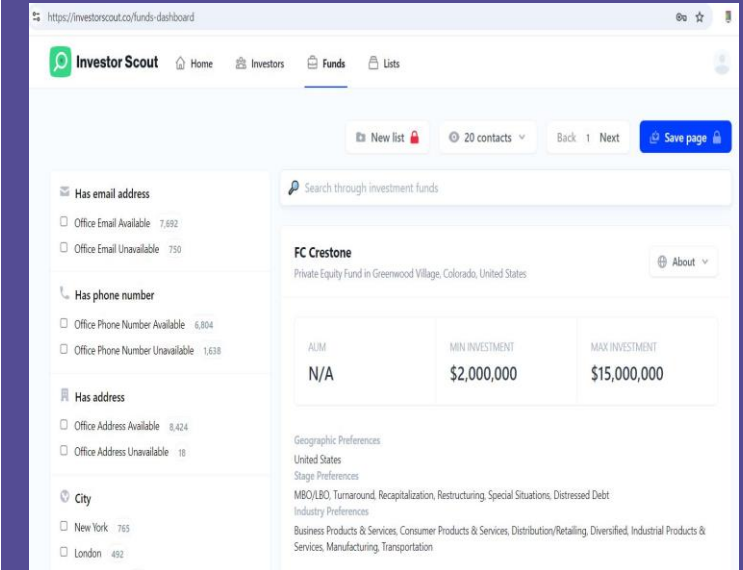 https://investorscout.co/funds-dashboard
Investor Scout Home Investors Funds Lists
New list 20 contacts Back 1 Next Save page
Has email address
Office Email Available 7,692
Office Email Unavailable 750
Has phone number
Office Phone Number Available 6,804
Office Phone Number Unavailable 1,638
Has address
Office Address Available 8,424
Office Address Unavailable 18
City
New York 765
London 492
Search through investment funds
FC Crestone
Private Equity Fund in Greenwood Village, Colorado, United States
About
AUM MIN INVESTMENT MAX INVESTMENT
N/A $2,000,000 $15,000,000
Geographic Preferences
United States
Stage Preferences
MBO/LBO, Turnaround, Recapitalization, Restructuring, Special Situations, Distressed Debt
Industry Preferences
Business Products & Services, Consumer Products & Services, Distribution/Retailing, Diversified, Industrial Products &
Services, Manufacturing, Transportation